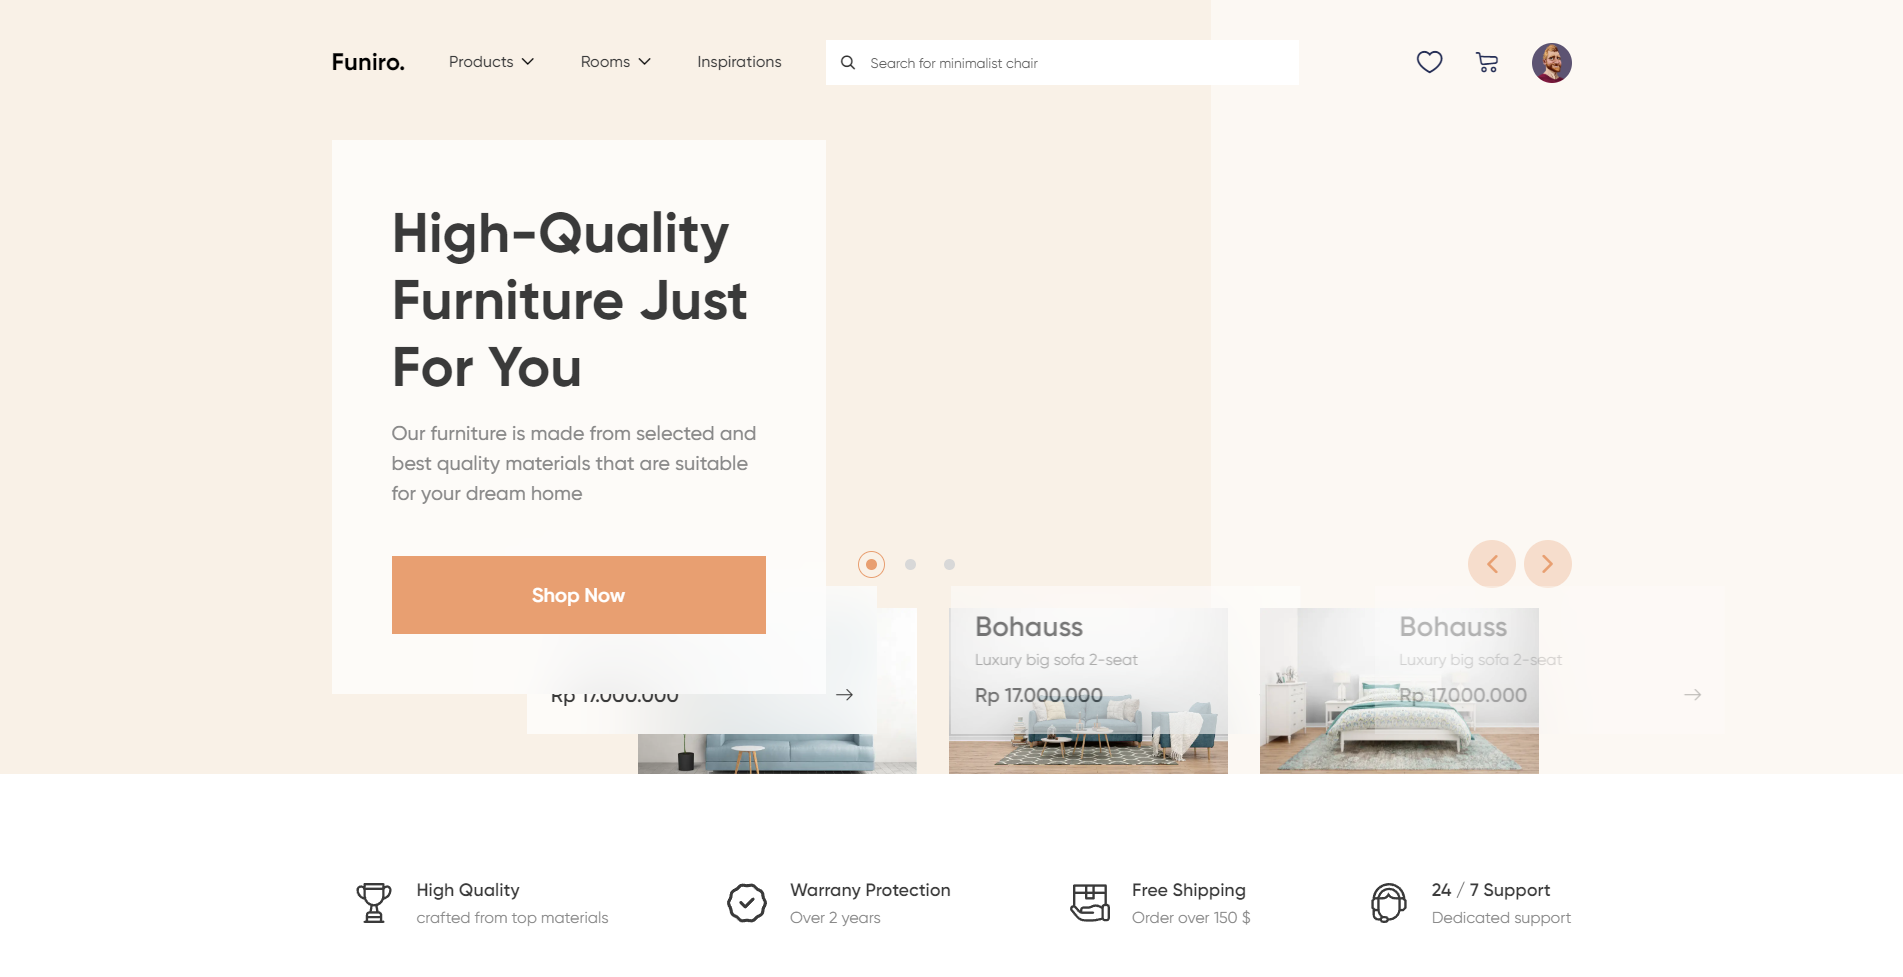 Funiro.
Products
Rooms
Inspirations
Search for minimalist chair
High-Quality
Furniture Just
For You
Our furniture is made from selected and
best quality materials that are suitable
for your dream home
Shop Now
Rp 17.000.000
Bohauss
Luxury big sofa 2-seat
Rp 17.000.000
Bohauss
Luxury big sofa 2-seat
Rp 17.000.000
High Quality
crafted from top materials
Warrany Protection
Over 2 years
Free Shipping
Order over 150 $
24 / 7 Support
Dedicated support